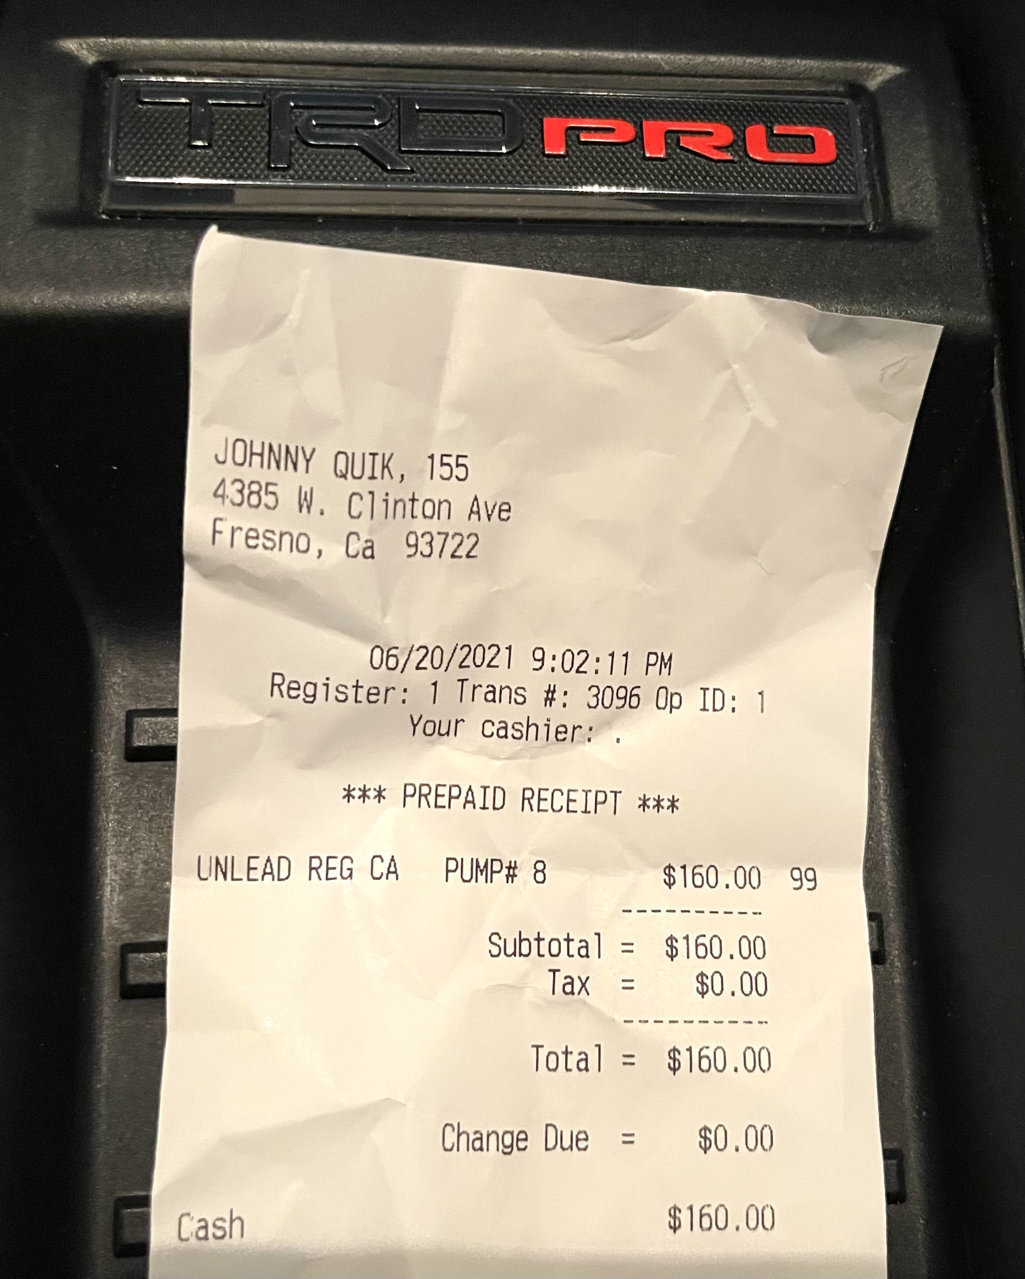 TRD PRO
JOHNNY QUIK, 155
4385 W. Clinton Ave
Fresno, Ca 93722
06/20/2021 9:02:11 PM
Register: 1 Trans #: 3096 Op ID: 1
Your cashier: .
*** PREPAID RECEIPT ***
UNLEAD REG CA PUMP# 8 $160.00 99
----------
Subtotal = $160.00
Tax = $0.00
----------
Total = $160.00
Change Due = $0.00
Cash $160.00